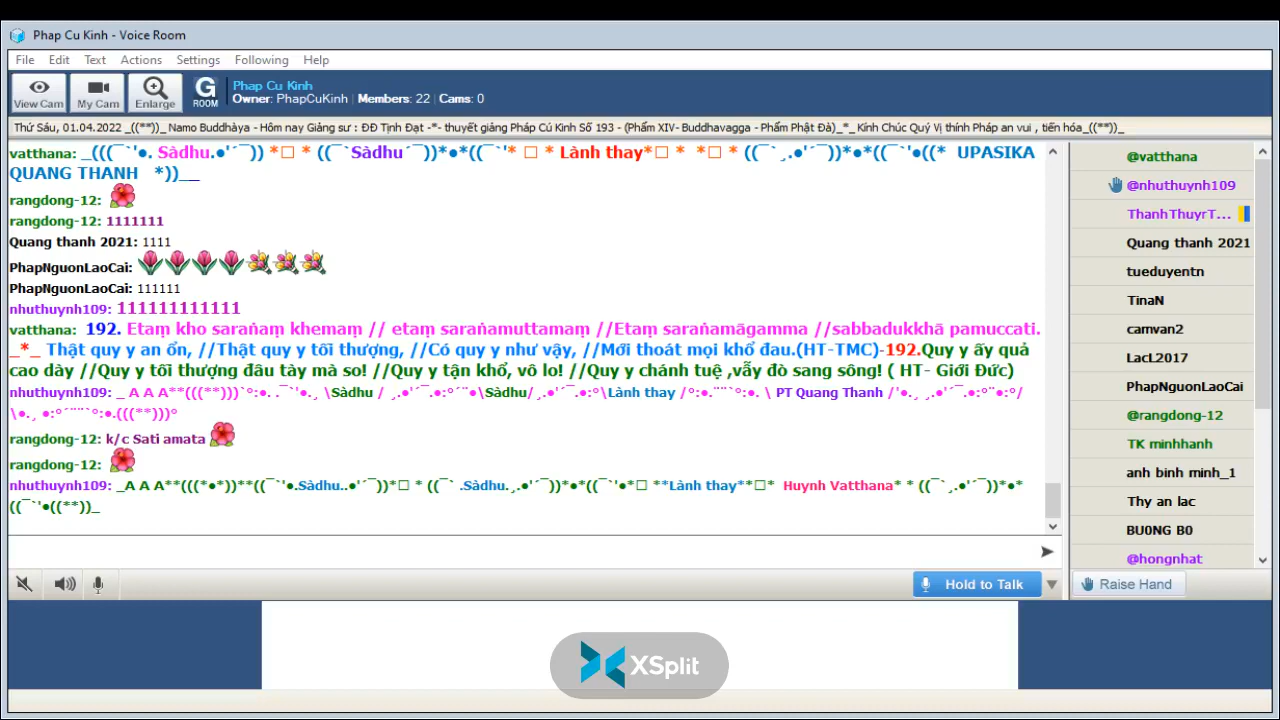 Phap Cu Kinh - Voice Room
File Edit Text Actions Settings Following Help
View Cam My Cam Enlarge G ROOM
Phap Cu Kinh
Owner: PhapCuKinh | Members: 22 | Cams: 0
Thứ Sáu, 01.04.2022 _((**))_ Namo Buddhàya - Hôm nay Giảng sư : ĐĐ Tịnh Đạt -*- thuyết giảng Pháp Cú Kinh Số 193 - (Phẩm XIV- Buddhavagga - Phẩm Phật Đà)_*_ Kính Chúc Quý Vị thính Pháp an vui , tiến hóa_((**))_
vatthana: _(((¯`'•. Sàdhu.•'´¯)) *□ * ((¯`Sàdhu´¯))*•*((¯`'* □ * Lành thay*□ * *□ * ((¯`¸.•'´¯))*•*((¯`'•((* UPASIKA
QUANG THANH *))__
rangdong-12:
rangdong-12: 1111111
Quang thanh 2021: 1111
PhapNguonLaoCai:
PhapNguonLaoCai: 111111
nhuthuynh109: 111111111111
vatthana: 192. Etaṃ kho saraṅaṃ khemaṃ // etaṃ saraṅamuttamaṃ //Etaṃ saraṅamāgamma //sabbadukkhā pamuccati.
_*_ Thật quy y an ổn, //Thật quy y tối thượng, //Có quy y như vậy, //Mới thoát mọi khổ đau.(HT-TMC)-192.Quy y ấy quả
cao dày //Quy y tối thượng đâu tày mà so! //Quy y tận khổ, vô lo! //Quy y chánh tuệ ,vẫy đò sang sông! ( HT- Giới Đức)
nhuthuynh109: _ A A A**(((**)))`°:•. .¯`'•.¸ \Sàdhu / ¸.•'´¯.•:°\•\Sàdhu/¸.•'´¯.•:°\Lành thay /°:•.¨¨`°:•. \ PT Quang Thanh /'•.¸ ¸.•'´¯.•:°¨•:°/
\•.¸ •:°´¨¨`°:•.(((**)))°
rangdong-12: k/c Sati amata
rangdong-12:
nhuthuynh109: _A A A**(((*•*))**((¯`'•.Sàdhu..•'´¯))*□ * ((¯` .Sàdhu.¸.•'´¯))*•*((¯`'•*□ **Lành thay**□* Huynh Vatthana* * ((¯`¸.•'´¯))*•*
((¯`'•((**))_
Hold to Talk
@vatthana
@nhuthuynh109
ThanhThuyrT...
Quang thanh 2021
tueduyentn
TinaN
camvan2
LacL2017
PhapNguonLaoCai
@rangdong-12
TK minhhanh
anh binh minh_1
Thy an lac
BU0NG B0
@hongnhat
Raise Hand
XSplit